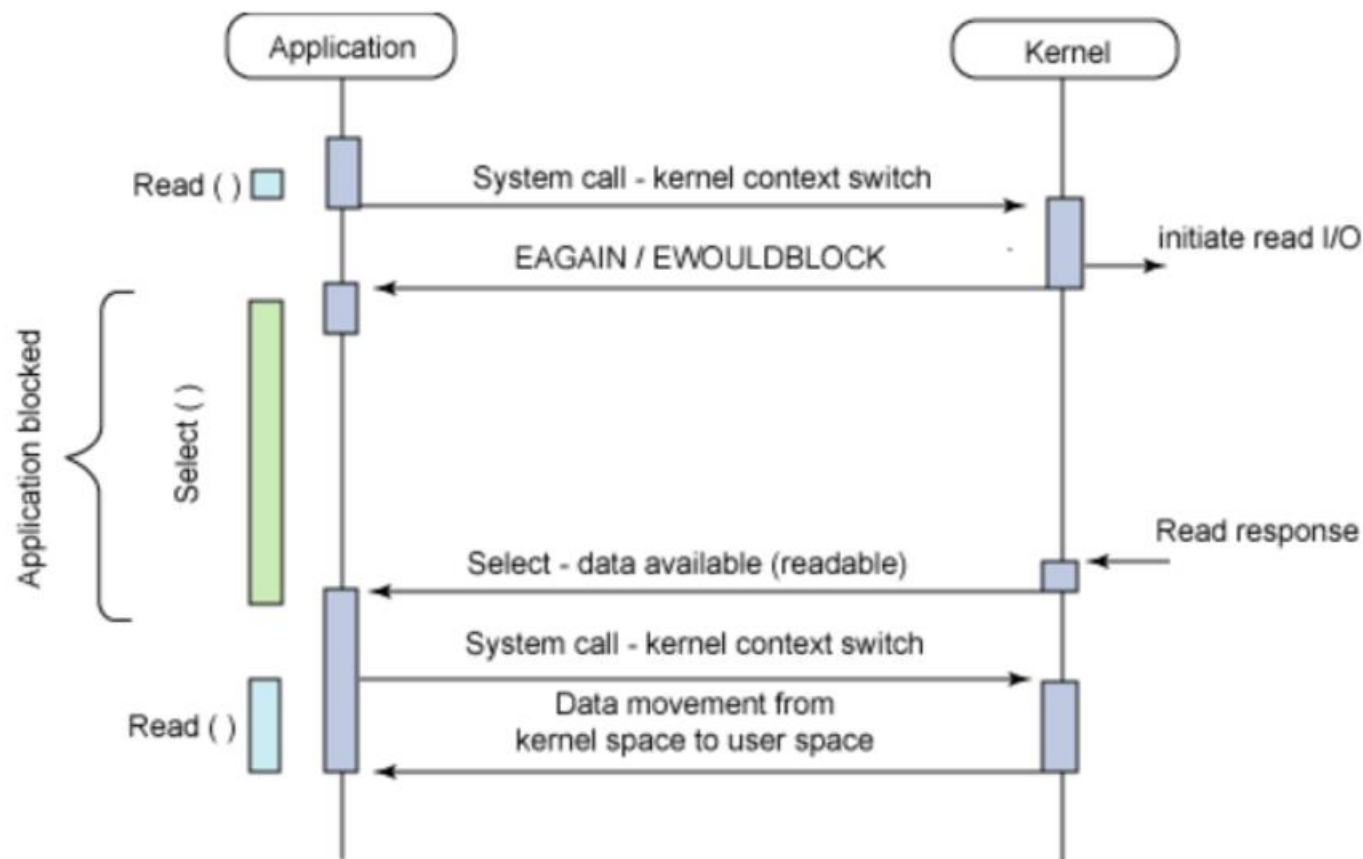 Application
Kernel
Read ( )
System call - kernel context switch
initiate read I/O
EAGAIN / EWOULDBLOCK
Application blocked
Select ( )
Read response
Select - data available (readable)
System call - kernel context switch
Read ( )
Data movement from
kernel space to user space